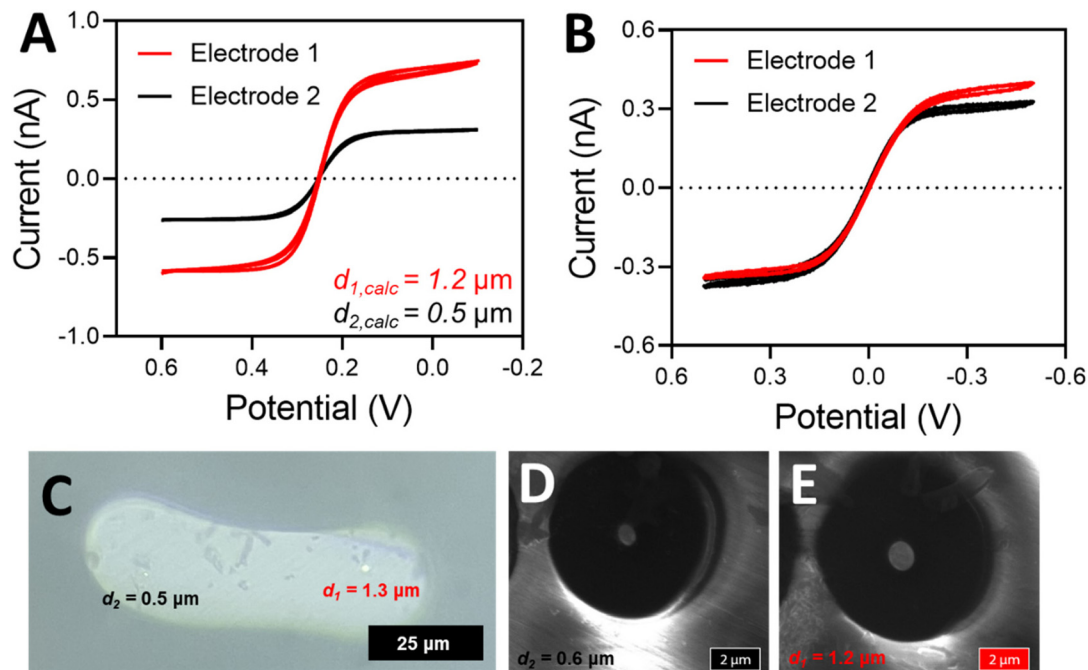 A
1.0
0.5
0.0
-0.5
-1.0
Current (nA)
Electrode 1
Electrode 2
d1,calc = 1.2 µm
d2,calc = 0.5 µm
0.6 0.4 0.2 0.0 -0.2
Potential (V)
B
0.6
0.3
0.0
-0.3
-0.6
Current (nA)
Electrode 1
Electrode 2
0.6 0.3 0.0 -0.3 -0.6
Potential (V)
C
d2 = 0.5 µm
d1 = 1.3 µm
25 µm
D
d2 = 0.6 µm
2 µm
E
d1 = 1.2 µm
2 µm